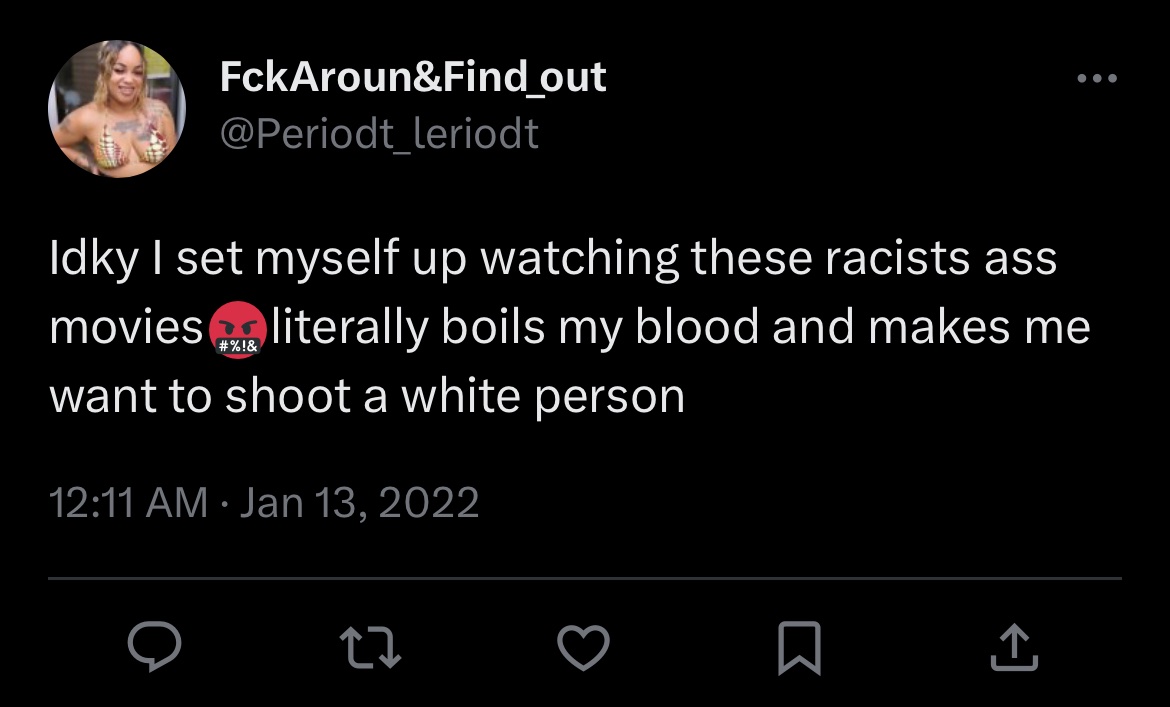 FckAroun&Find_out
@Periodt_leriodt
Idky I set myself up watching these racists ass
movies🤬literally boils my blood and makes me
want to shoot a white person
12:11 AM · Jan 13, 2022